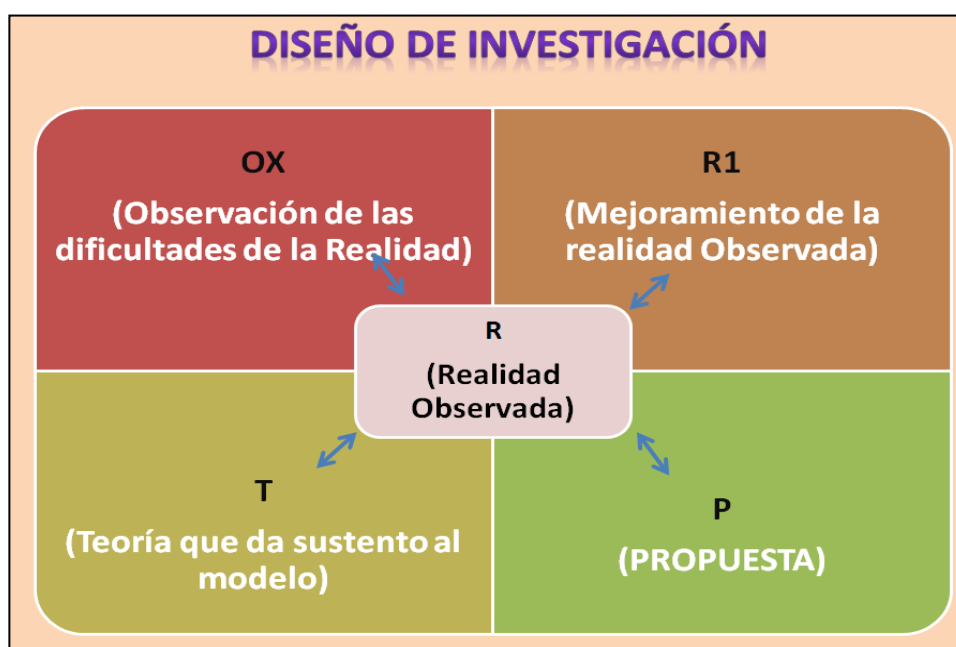 DISEÑO DE INVESTIGACIÓN
OX
(Observación de las
dificultades de la Realidad)
R1
(Mejoramiento de la
realidad Observada)
R
(Realidad
Observada)
T
(Teoría que da sustento al
modelo)
P
(PROPUESTA)